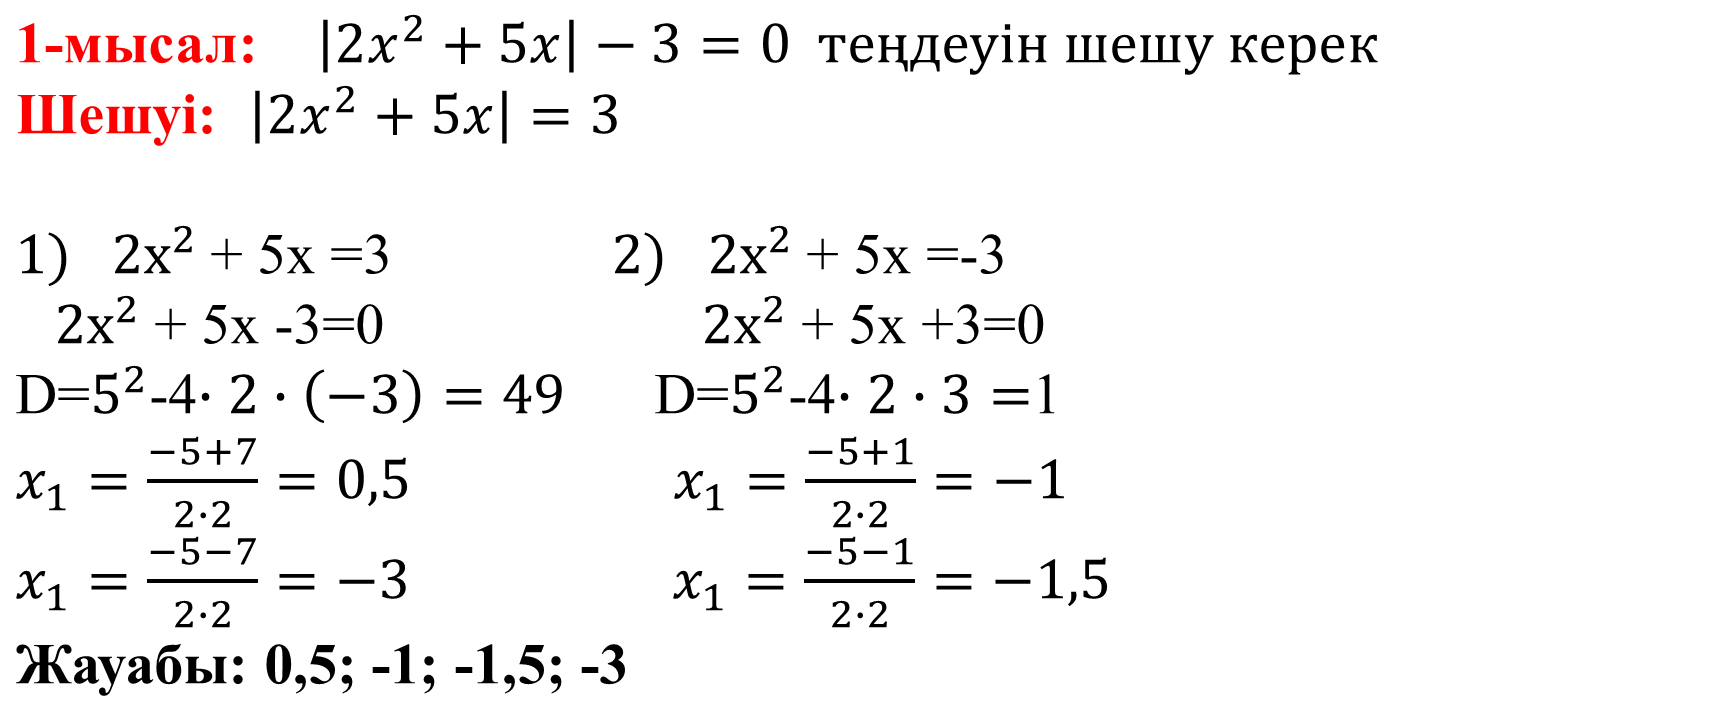 1-мысал: |2x² + 5x| − 3 = 0 теңдеуін шешу керек
Шешуі: |2x² + 5x| = 3
1) 2x² + 5x =3 2) 2x² + 5x =-3
2x² + 5x -3=0 2x² + 5x +3=0
D=5²-4· 2 · (−3) = 49 D=5²-4· 2 · 3 =1
x₁ = (−5+7)/(2·2) = 0,5 x₁ = (−5+1)/(2·2) = −1
x₁ = (−5−7)/(2·2) = −3 x₁ = (−5−1)/(2·2) = −1,5
Жауабы: 0,5; -1; -1,5; -3